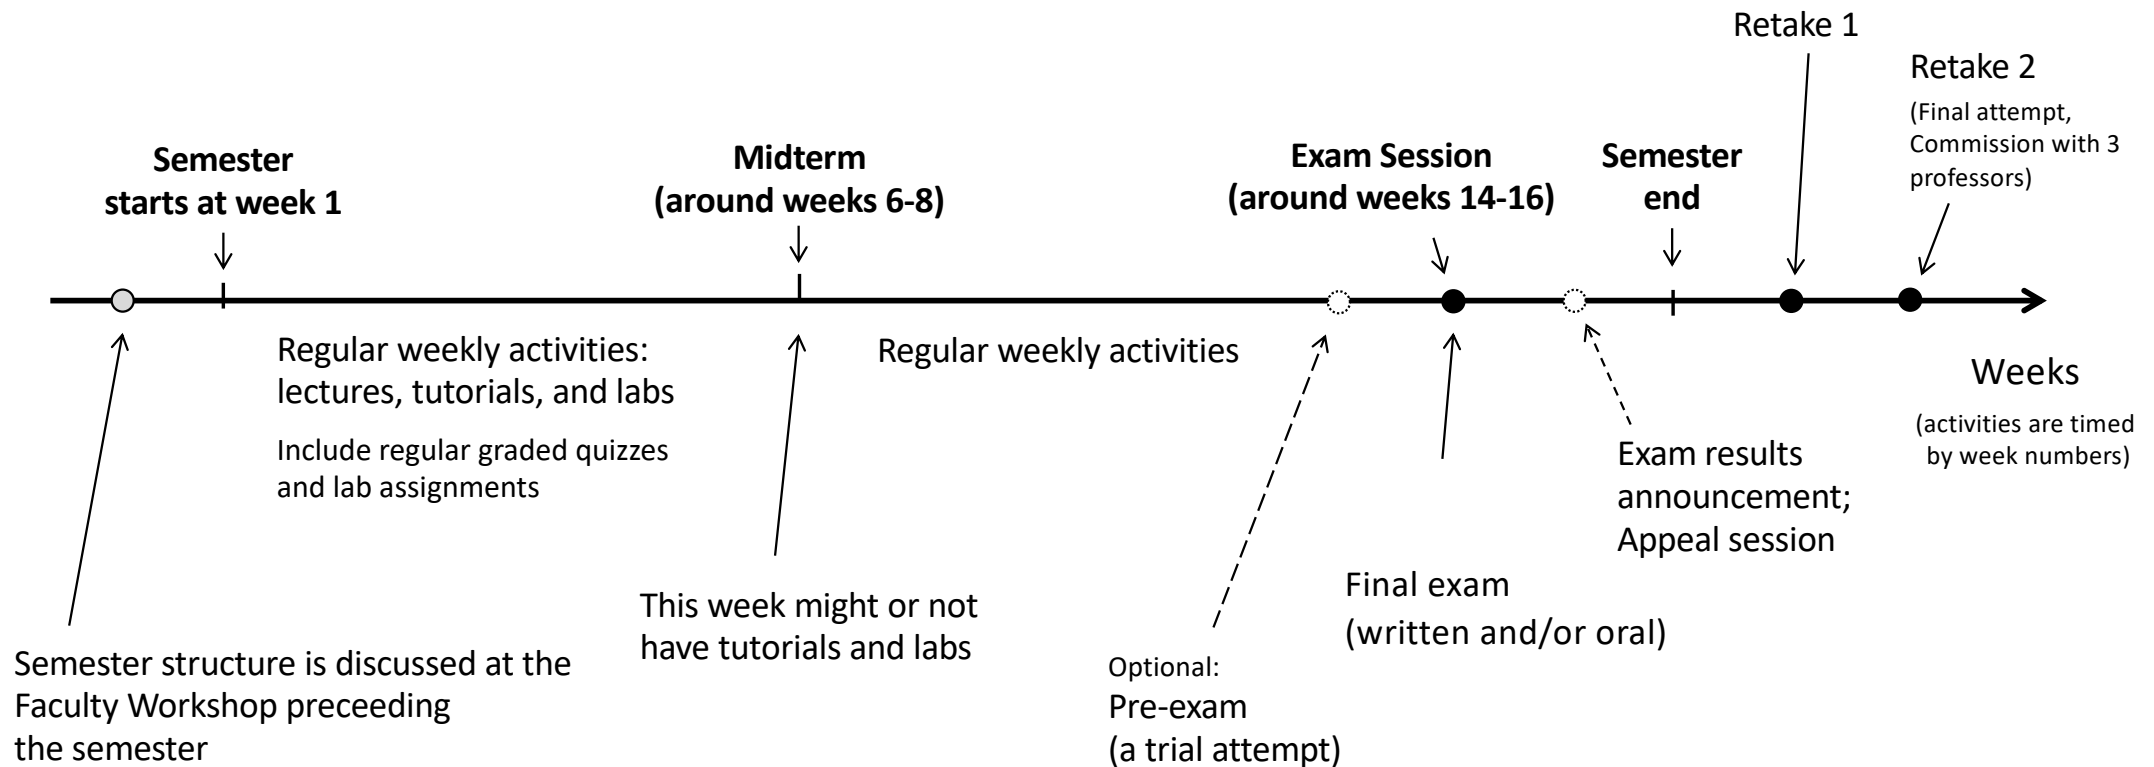 Retake 1
Retake 2
(Final attempt,
Commission with 3
professors)
Semester
starts at week 1
Midterm
(around weeks 6-8)
Exam Session
(around weeks 14-16)
Semester
end
Regular weekly activities:
lectures, tutorials, and labs
Include regular graded quizzes
and lab assignments
Regular weekly activities
Weeks
(activities are timed
by week numbers)
Exam results
announcement;
Appeal session
Final exam
(written and/or oral)
This week might or not
have tutorials and labs
Semester structure is discussed at the
Faculty Workshop preceeding
the semester
Optional:
Pre-exam
(a trial attempt)